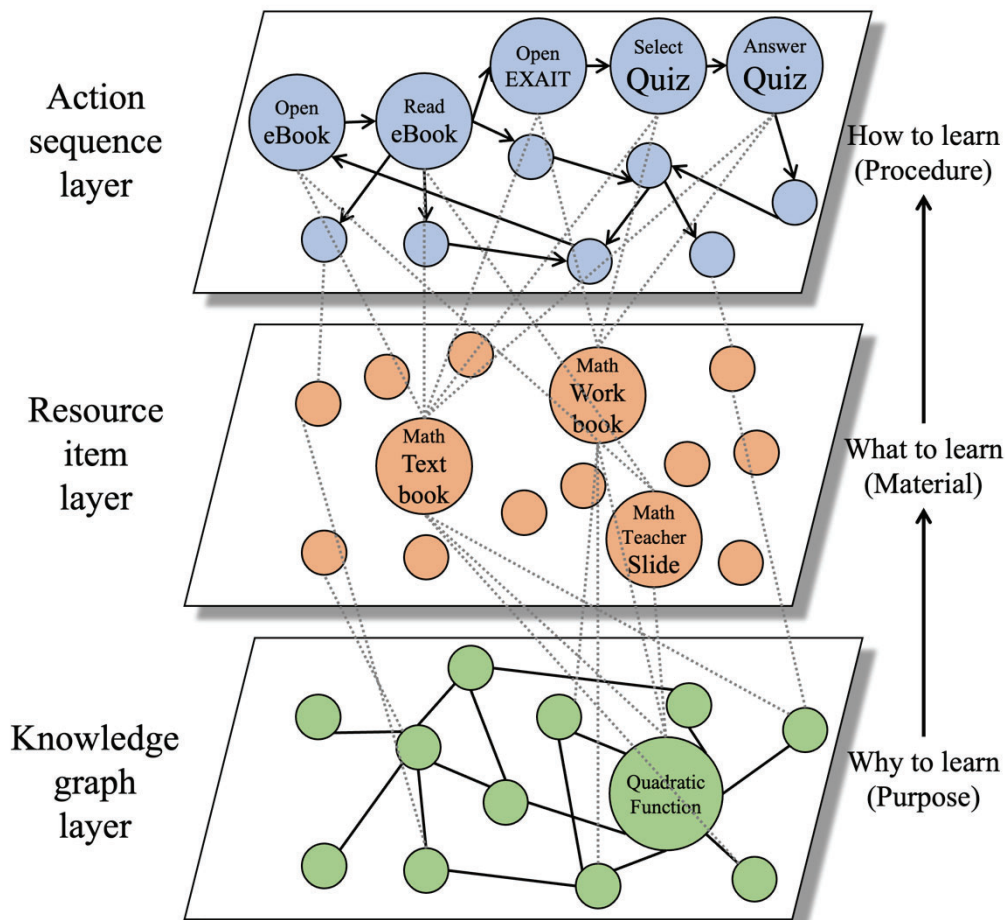 Action
sequence
layer
Open
eBook
Read
eBook
Open
EXAIT
Select
Quiz
Answer
Quiz
How to learn
(Procedure)
Resource
item
layer
Math
Text
book
Math
Work
book
Math
Teacher
Slide
What to learn
(Material)
Knowledge
graph
layer
Quadratic
Function
Why to learn
(Purpose)